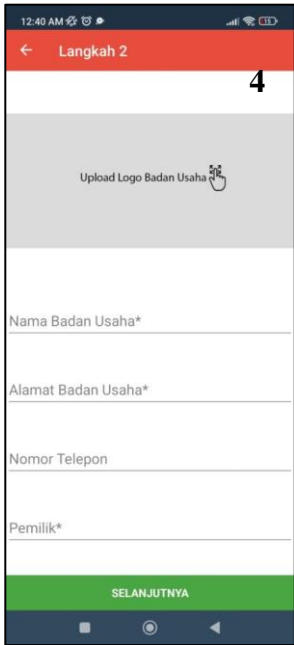 12:40 AM
Langkah 2
4
Upload Logo Badan Usaha
Nama Badan Usaha*
Alamat Badan Usaha*
Nomor Telepon
Pemilik*
SELANJUTNYA